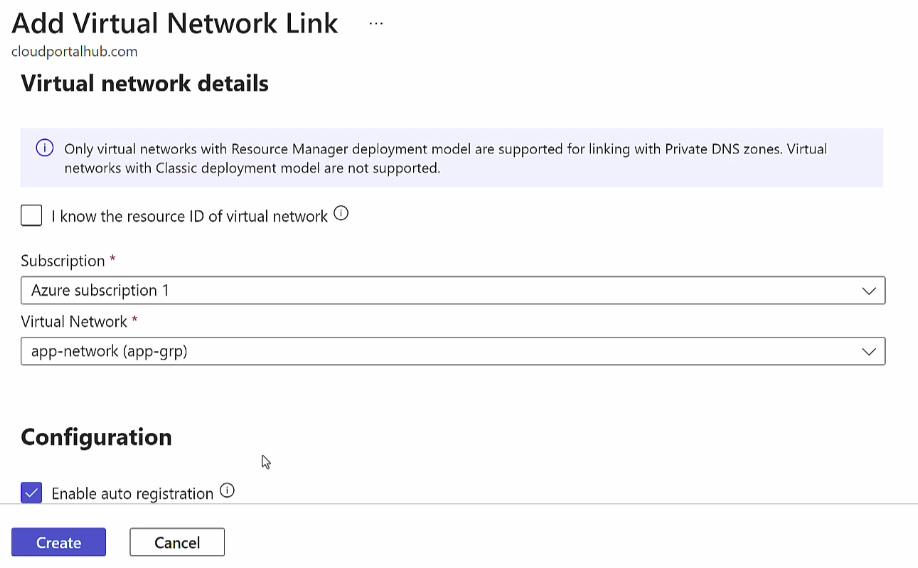 Add Virtual Network Link ...
cloudportalhub.com
Virtual network details
Only virtual networks with Resource Manager deployment model are supported for linking with Private DNS zones. Virtual
networks with Classic deployment model are not supported.
I know the resource ID of virtual network
Subscription *
Azure subscription 1
Virtual Network *
app-network (app-grp)
Configuration
Enable auto registration
Create
Cancel